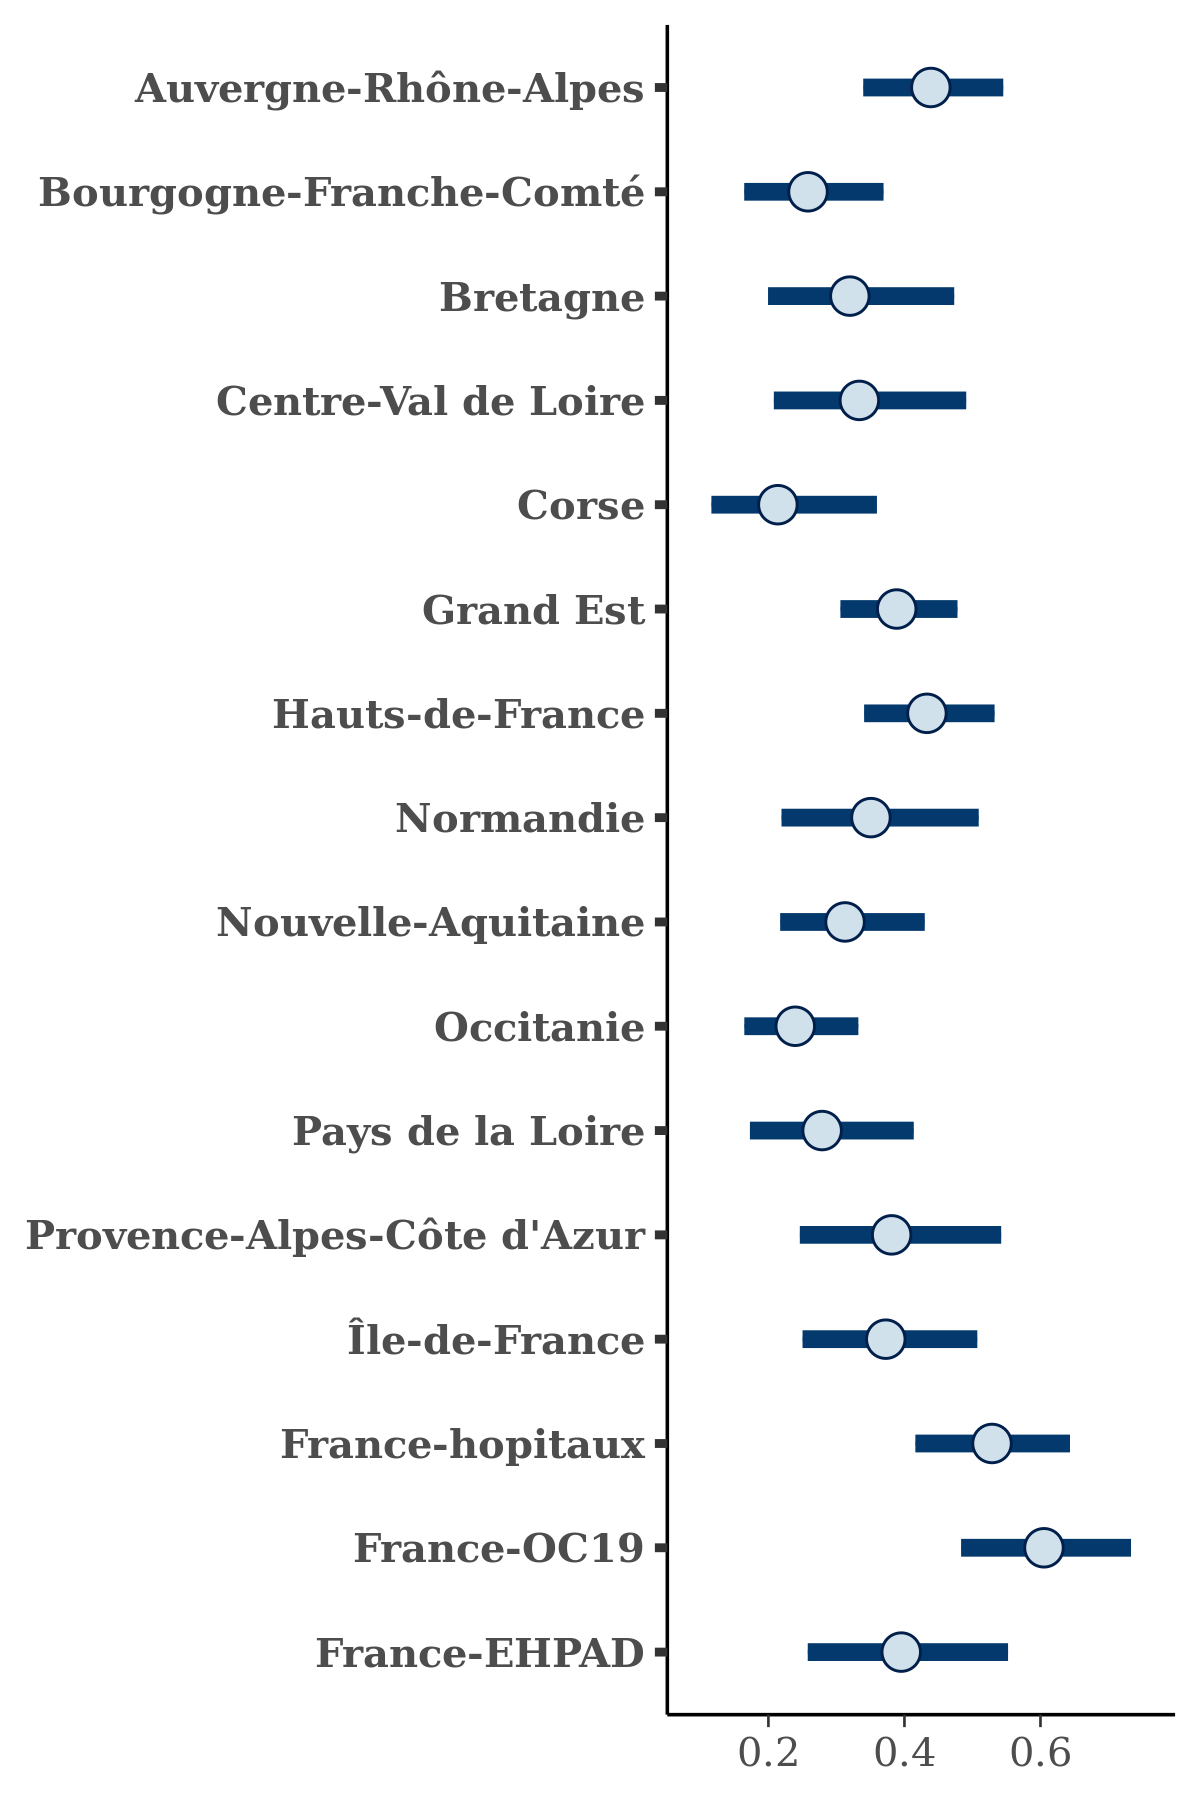 Auvergne-Rhône-Alpes
Bourgogne-Franche-Comté
Bretagne
Centre-Val de Loire
Corse
Grand Est
Hauts-de-France
Normandie
Nouvelle-Aquitaine
Occitanie
Pays de la Loire
Provence-Alpes-Côte d'Azur
Île-de-France
France-hopitaux
France-OC19
France-EHPAD
0.2 0.4 0.6